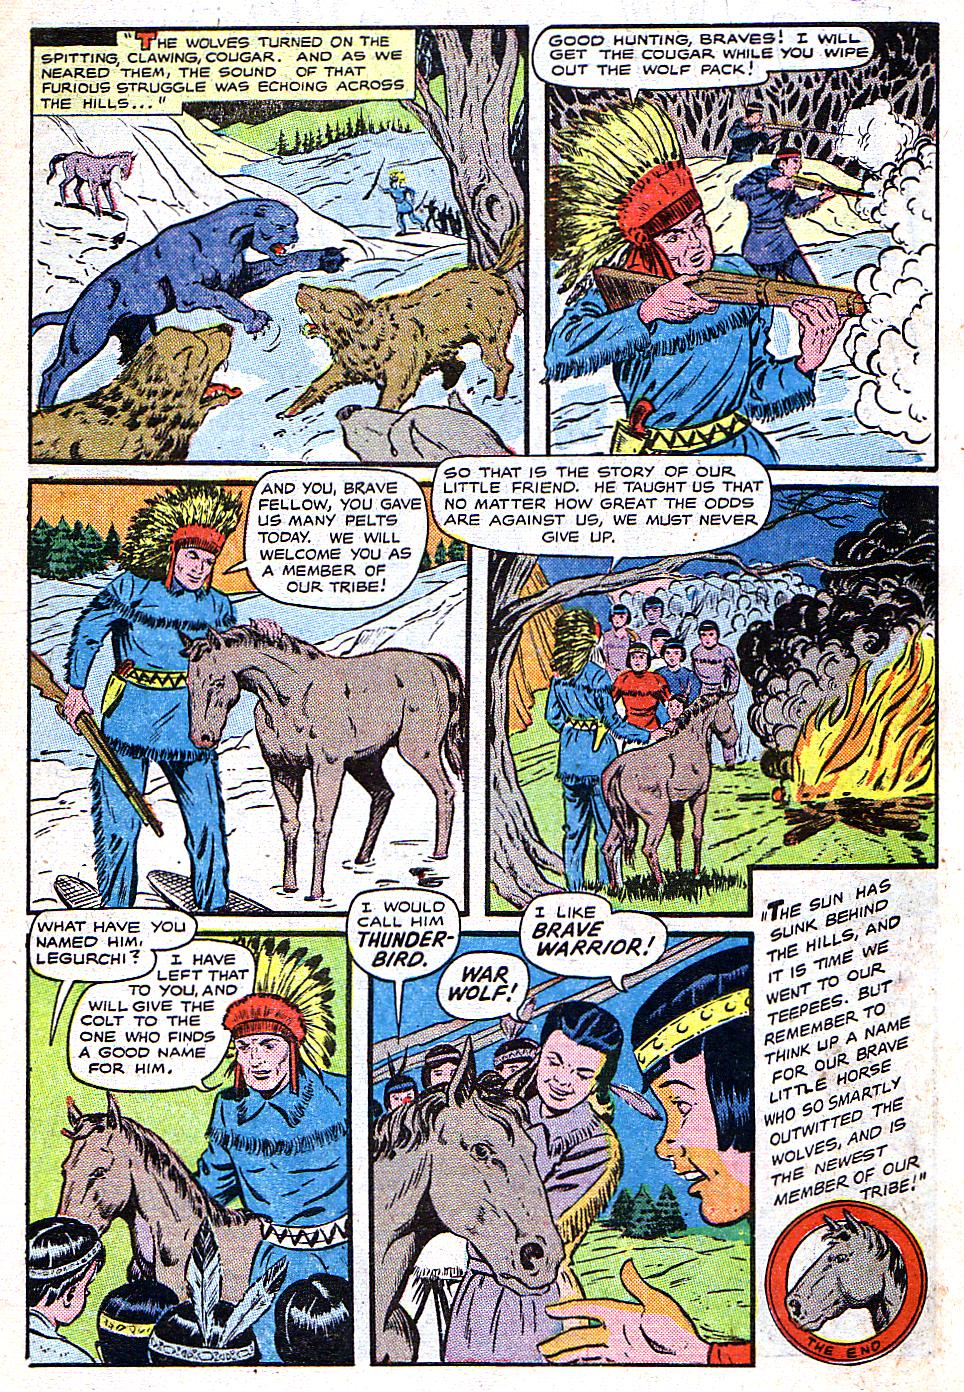 "THE WOLVES TURNED ON THE
SPITTING, CLAWING, COUGAR. AND AS WE
NEARED THEM, THE SOUND OF THAT
FURIOUS STRUGGLE WAS ECHOING ACROSS
THE HILLS..."
GOOD HUNTING, BRAVES! I WILL
GET THE COUGAR WHILE YOU WIPE
OUT THE WOLF PACK!
AND YOU, BRAVE
FELLOW, YOU GAVE
US MANY PELTS
TODAY. WE WILL
WELCOME YOU AS
A MEMBER OF
OUR TRIBE!
SO THAT IS THE STORY OF OUR
LITTLE FRIEND. HE TAUGHT US THAT
NO MATTER HOW GREAT THE ODDS
ARE AGAINST US, WE MUST NEVER
GIVE UP.
WHAT HAVE YOU
NAMED HIM,
LEGURCHI?
I HAVE
LEFT THAT
TO YOU, AND
WILL GIVE THE
COLT TO THE
ONE WHO FINDS
A GOOD NAME
FOR HIM.
I WOULD
CALL HIM
THUNDER-
BIRD.
WAR
WOLF!
I LIKE
BRAVE
WARRIOR!
"THE SUN HAS
SUNK BEHIND
THE HILLS, AND
IT IS TIME WE
WENT TO OUR
TEEPEES. BUT
REMEMBER TO
THINK UP A NAME
FOR OUR BRAVE
LITTLE HORSE
WHO SO SMARTLY
OUTWITTED THE
WOLVES, AND IS
THE NEWEST
MEMBER OF OUR
TRIBE!"
THE END